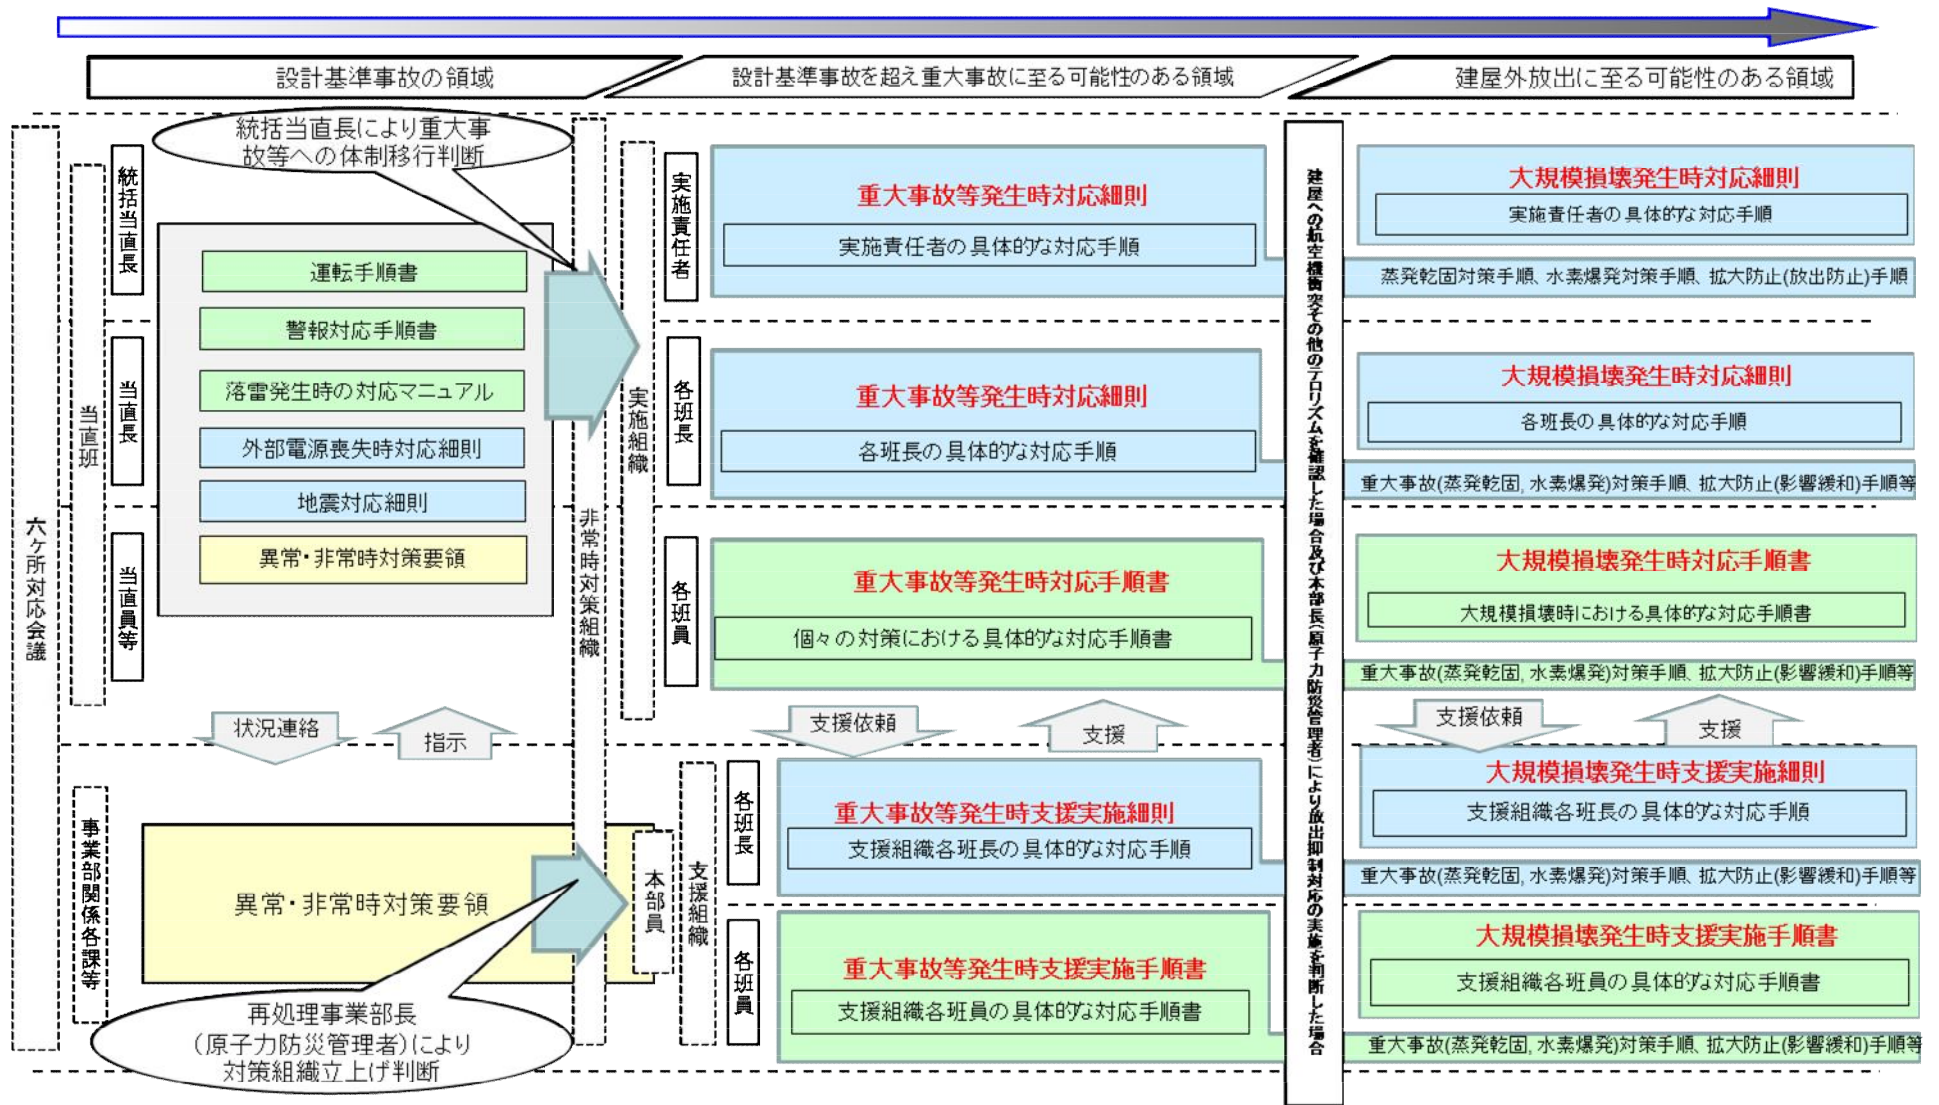 設計基準事故の領域
設計基準事故を超え重大事故に至る可能性のある領域
建屋外放出に至る可能性のある領域
六ケ所対応会議
当直班
統括当直長
当直長
当直員等
統括当直長により重大事
故等への体制移行判断
運転手順書
警報対応手順書
落雷発生時の対応マニュアル
外部電源喪失時対応細則
地震対応細則
異常・非常時対策要領
状況連絡
指示
事業部関係各課等
異常・非常時対策要領
再処理事業部長
(原子力防災管理者)により
対策組織立上げ判断
非常時対策組織
実施組織
実施責任者
重大事故等発生時対応細則
実施責任者の具体的な対応手順
各班長
重大事故等発生時対応細則
各班長の具体的な対応手順
各班員
重大事故等発生時対応手順書
個々の対策における具体的な対応手順書
支援依頼
支援
本部員
支援組織
各班長
重大事故等発生時支援実施細則
支援組織各班長の具体的な対応手順
各班員
重大事故等発生時支援実施手順書
支援組織各班員の具体的な対応手順書
建屋への航空機衝突その他のテロリズムを確認した場合及び本部長(原子力防災管理者)により放出抑制対応の実施を判断した場合
大規模損壊発生時対応細則
実施責任者の具体的な対応手順
蒸発乾固対策手順、水素爆発対策手順、拡大防止(放出防止)手順
大規模損壊発生時対応細則
各班長の具体的な対応手順
重大事故(蒸発乾固, 水素爆発)対策手順、拡大防止(影響緩和)手順等
大規模損壊発生時対応手順書
大規模損壊時における具体的な対応手順書
重大事故(蒸発乾固, 水素爆発)対策手順、拡大防止(影響緩和)手順等
支援依頼
支援
大規模損壊発生時支援実施細則
支援組織各班長の具体的な対応手順
重大事故(蒸発乾固, 水素爆発)対策手順、拡大防止(影響緩和)手順等
大規模損壊発生時支援実施手順書
支援組織各班員の具体的な対応手順書
重大事故(蒸発乾固, 水素爆発)対策手順、拡大防止(影響緩和)手順等